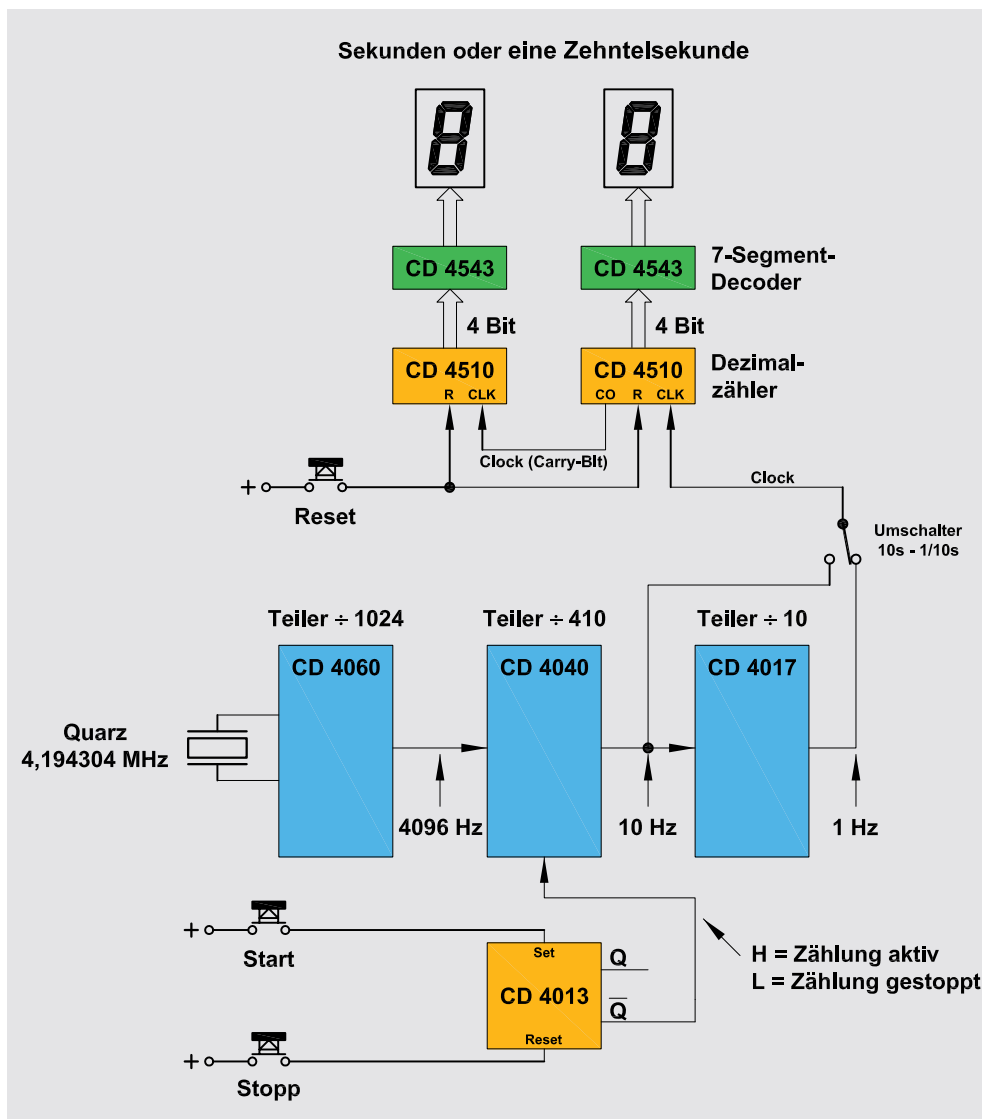 Sekunden oder eine Zehntelsekunde
CD 4543
CD 4543
7-Segment-
Decoder
4 Bit
4 Bit
CD 4510
R CLK
CD 4510
CO R CLK
Dezimal-
zähler
Clock (Carry-BIt)
Clock
+
Reset
Umschalter
10s - 1/10s
Teiler ÷ 1024
Teiler ÷ 410
Teiler ÷ 10
CD 4060
CD 4040
CD 4017
Quarz
4,194304 MHz
4096 Hz
10 Hz
1 Hz
+
Start
Set
Q
CD 4013
Q̅
Reset
H = Zählung aktiv
L = Zählung gestoppt
+
Stopp